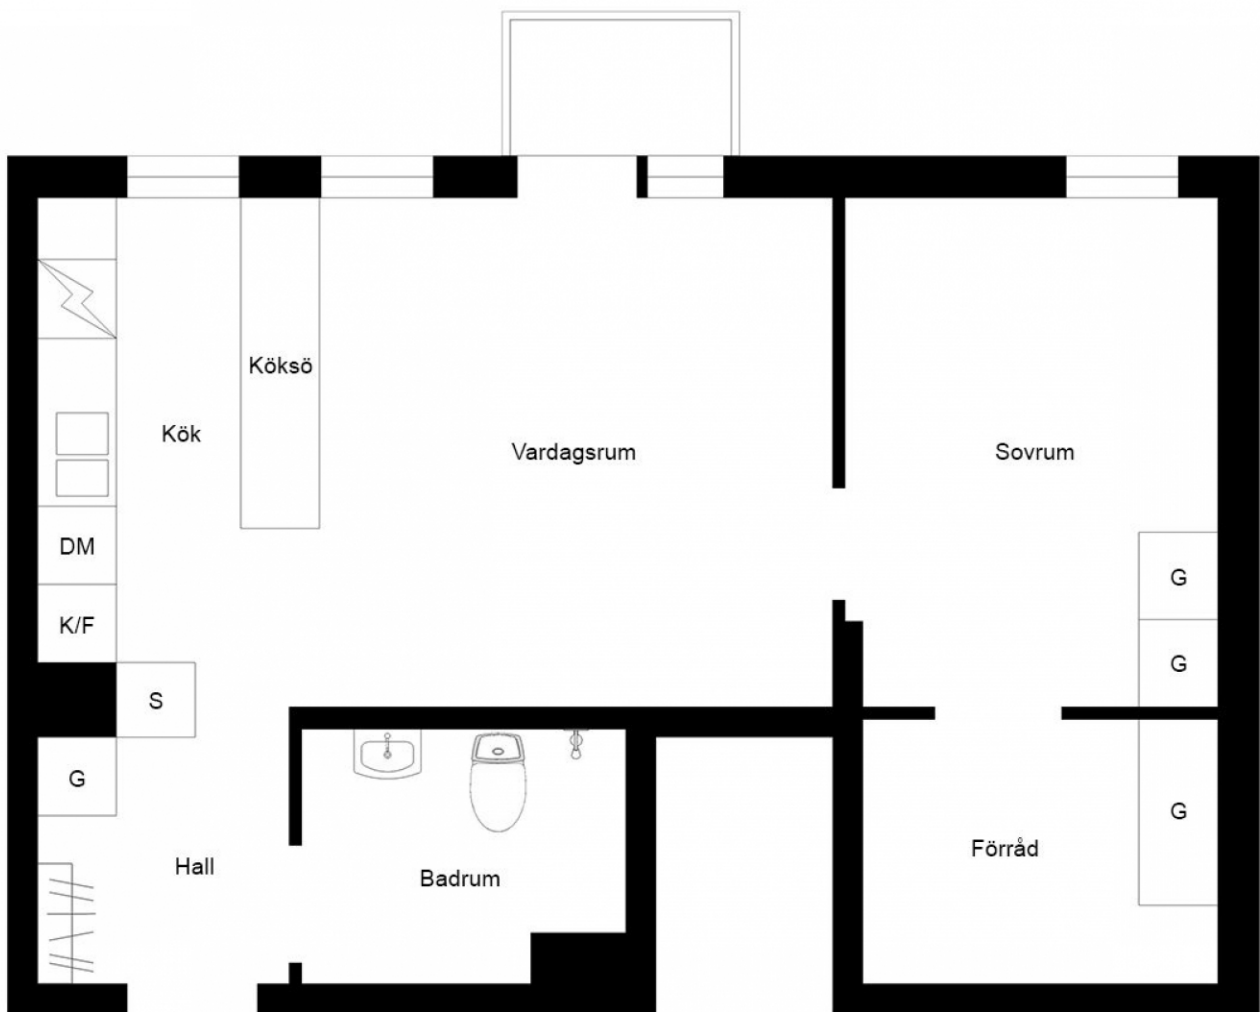 Köksö
Kök
Vardagsrum
Sovrum
DM
G
K/F
G
S
G
G
Förråd
Hall
Badrum